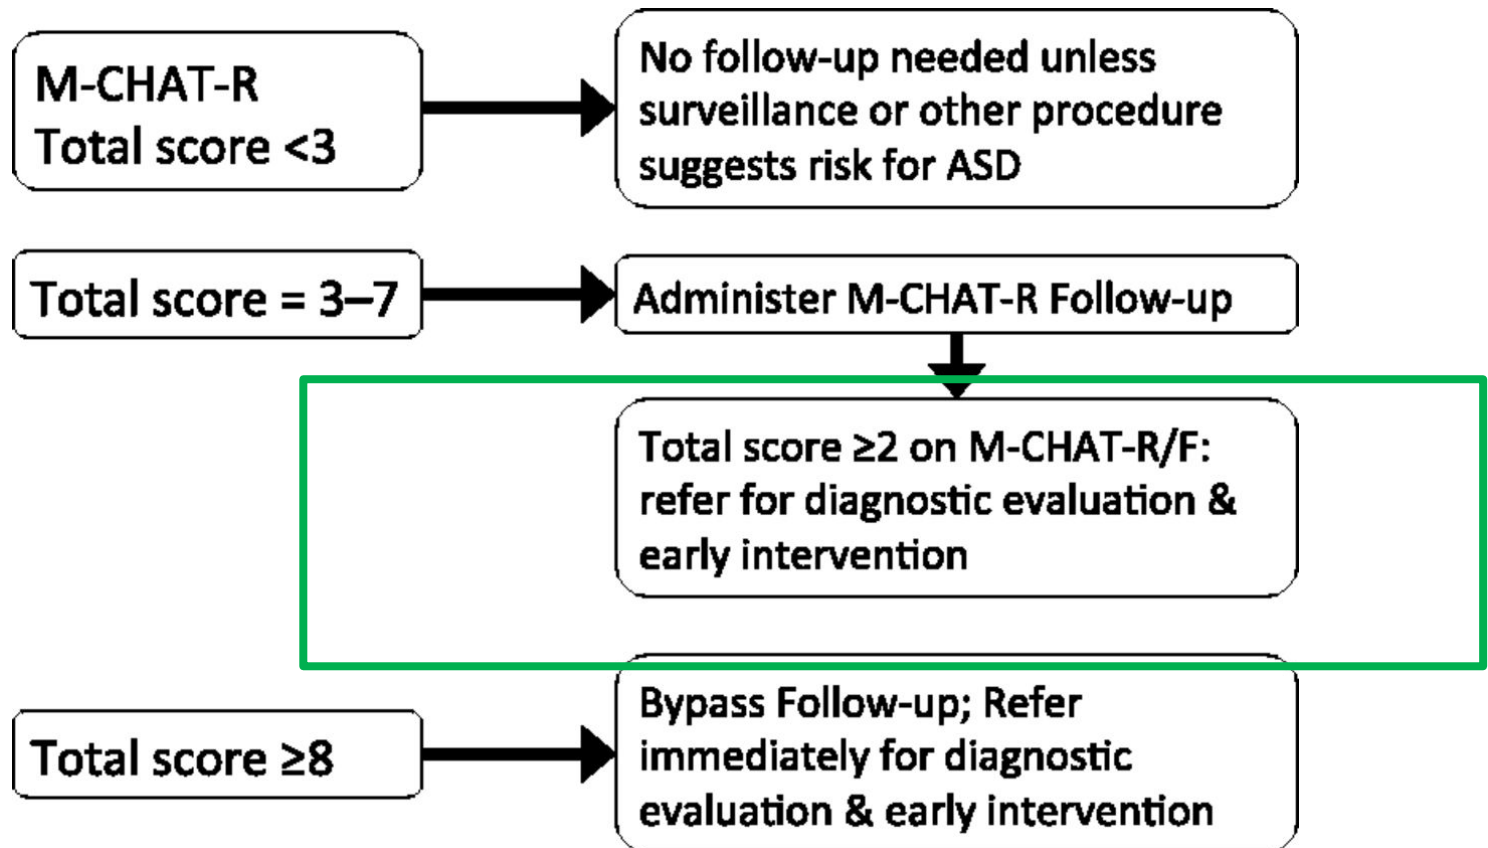 M-CHAT-R
Total score <3
No follow-up needed unless
surveillance or other procedure
suggests risk for ASD
Total score = 3–7
Administer M-CHAT-R Follow-up
Total score ≥2 on M-CHAT-R/F:
refer for diagnostic evaluation &
early intervention
Total score ≥8
Bypass Follow-up; Refer
immediately for diagnostic
evaluation & early intervention